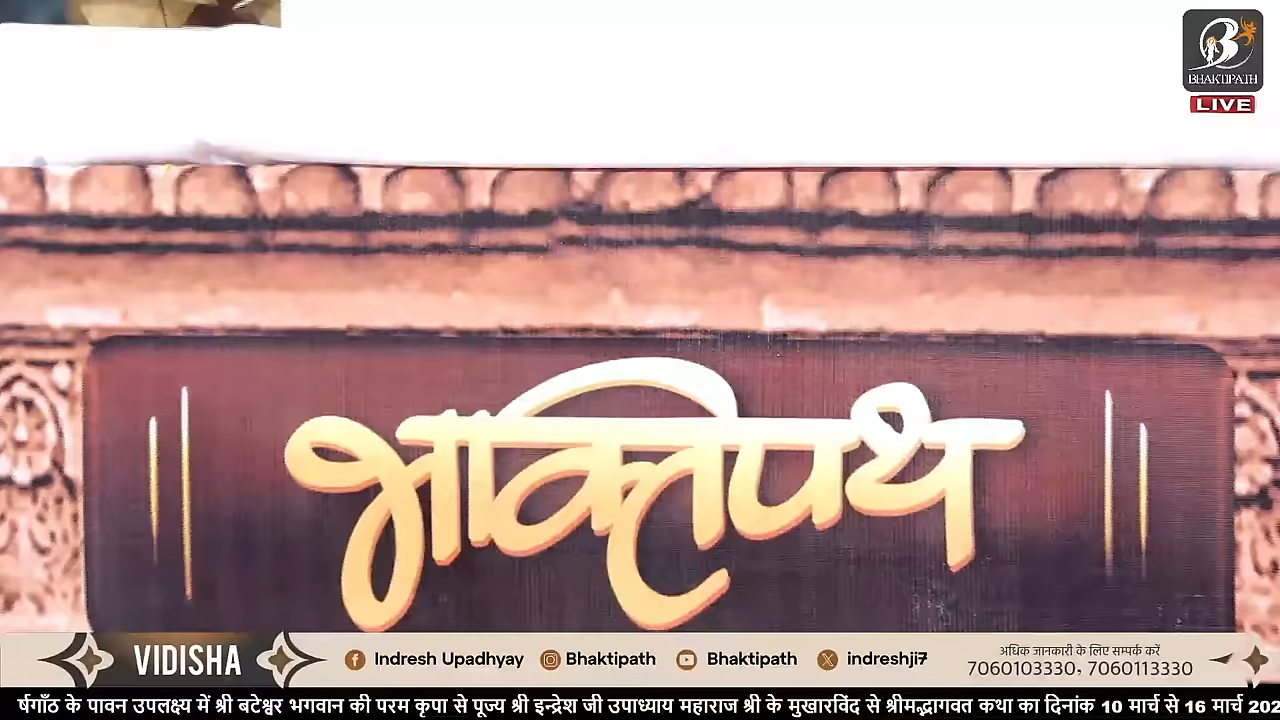 BHAKTIPATH
LIVE
भक्तिपथ
VIDISHA
Indresh Upadhyay
Bhaktipath
Bhaktipath
indreshji7
अधिक जानकारी के लिए सम्पर्क करें
7060103330, 7060113330
र्षगाँठ के पावन उपलक्ष्य में श्री बटेश्वर भगवान की परम कृपा से पूज्य श्री इन्द्रेश जी उपाध्याय महाराज श्री के मुखारविंद से श्रीमद्भागवत कथा का दिनांक 10 मार्च से 16 मार्च 202